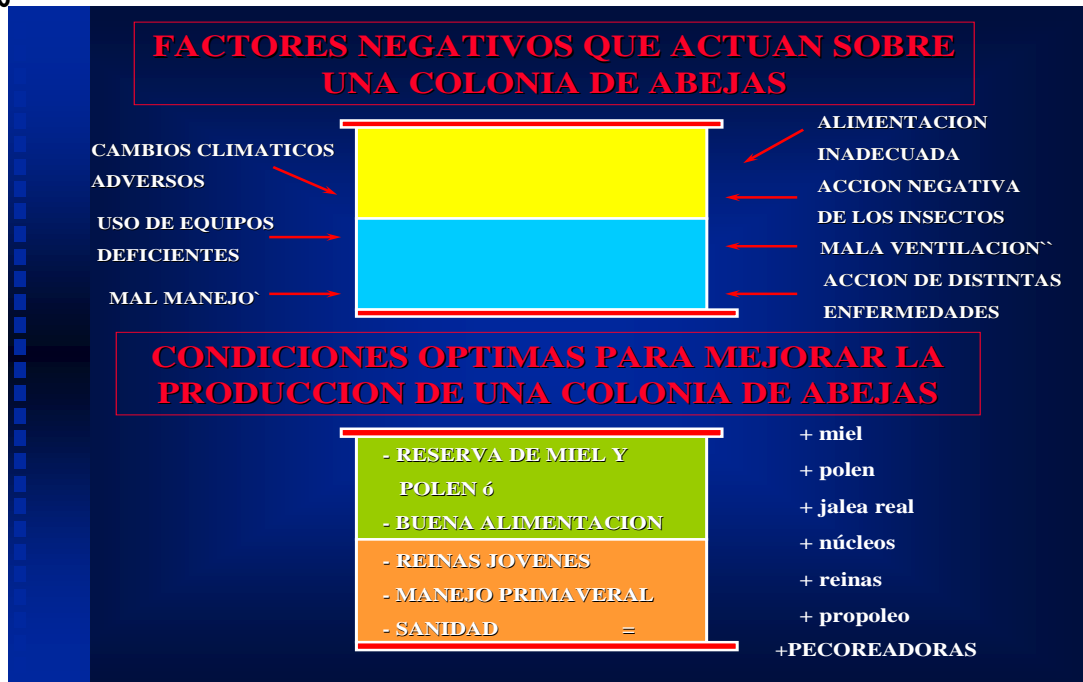 FACTORES NEGATIVOS QUE ACTUAN SOBRE
UNA COLONIA DE ABEJAS
CAMBIOS CLIMATICOS
ADVERSOS
USO DE EQUIPOS
DEFICIENTES
MAL MANEJO`
ALIMENTACION
INADECUADA
ACCION NEGATIVA
DE LOS INSECTOS
MALA VENTILACION``
ACCION DE DISTINTAS
ENFERMEDADES
CONDICIONES OPTIMAS PARA MEJORAR LA
PRODUCCION DE UNA COLONIA DE ABEJAS
- RESERVA DE MIEL Y
POLEN ó
- BUENA ALIMENTACION
- REINAS JOVENES
- MANEJO PRIMAVERAL
- SANIDAD =
+ miel
+ polen
+ jalea real
+ núcleos
+ reinas
+ propoleo
+PECOREADORAS